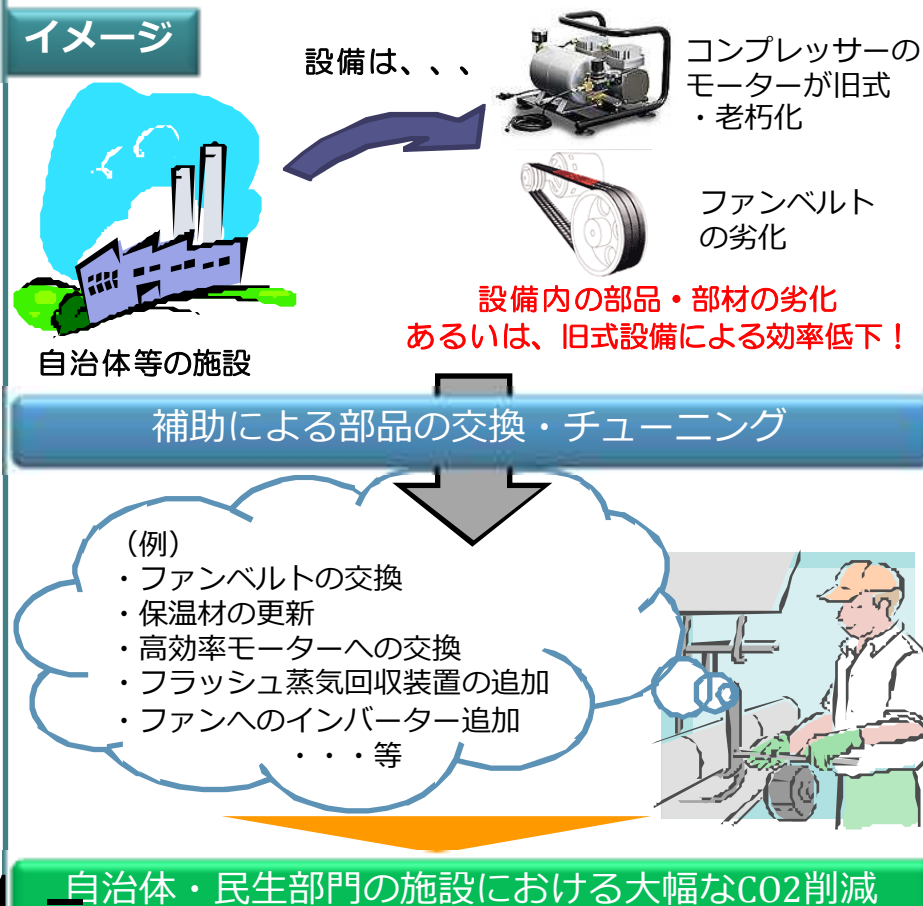 イメージ
設備は、、、
コンプレッサーの
モーターが旧式
・老朽化
ファンベルト
の劣化
設備内の部品・部材の劣化
あるいは、旧式設備による効率低下！
自治体等の施設
補助による部品の交換・チューニング
（例）
・ファンベルトの交換
・保温材の更新
・高効率モーターへの交換
・フラッシュ蒸気回収装置の追加
・ファンへのインバーター追加
・・・等
自治体・民生部門の施設における大幅なCO2削減